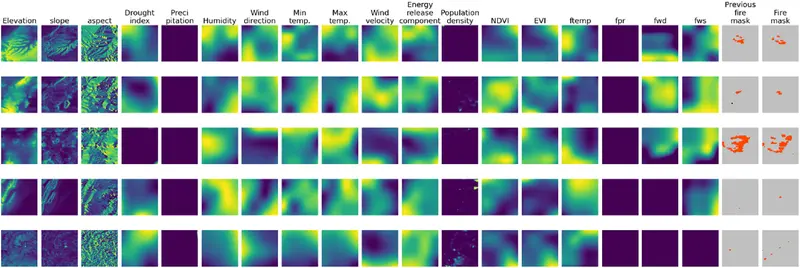 Elevation slope aspect Drought index Preci pitation Humidity Wind direction Min temp. Max temp. Wind velocity Energy release component Population density NDVI EVI ftemp fpr fwd fws Previous fire mask Fire mask